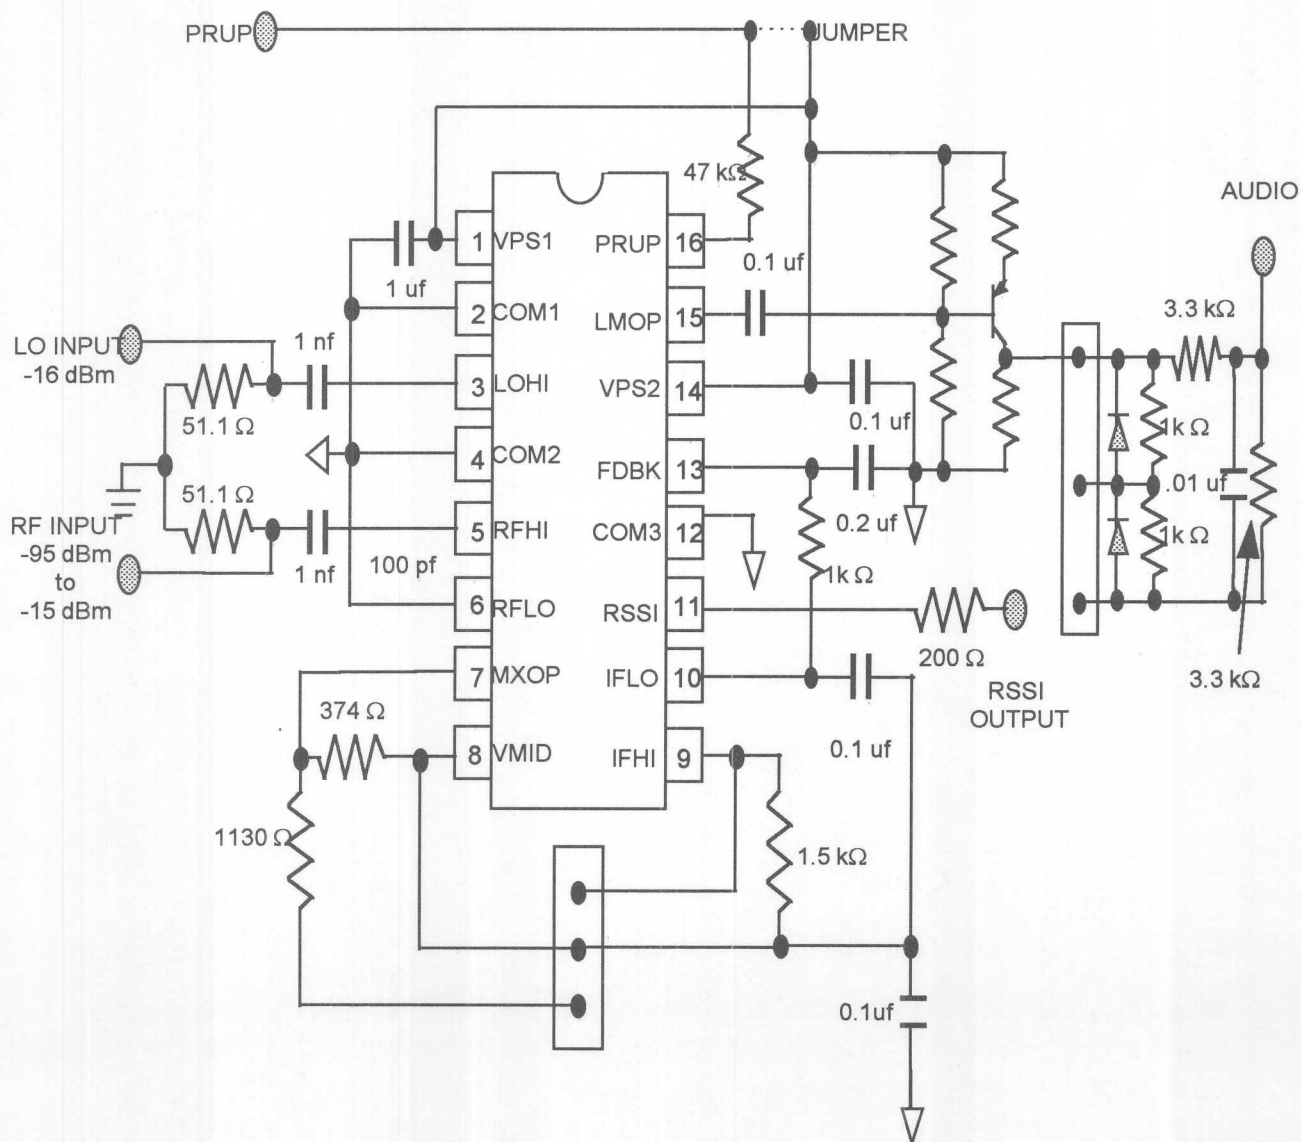 PRUP
JUMPER
47 kΩ
AUDIO
1 VPS1
PRUP 16
0.1 uf
1 uf
2 COM1
LMOP 15
3.3 kΩ
LO INPUT
-16 dBm
1 nf
3 LOHI
VPS2 14
51.1 Ω
0.1 uf
1k Ω
4 COM2
FDBK 13
.01 uf
51.1 Ω
RF INPUT
-95 dBm
to
-15 dBm
1 nf
5 RFHI
100 pf
COM3 12
0.2 uf
1k Ω
1k Ω
6 RFLO
RSSI 11
200 Ω
7 MXOP
IFLO 10
RSSI
OUTPUT
3.3 kΩ
374 Ω
0.1 uf
8 VMID
IFHI 9
1130 Ω
1.5 kΩ
0.1uf